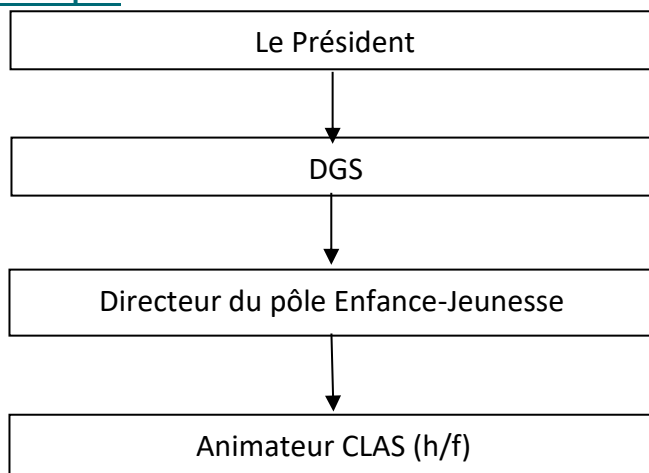 Le Président
DGS
Directeur du pôle Enfance-Jeunesse
Animateur CLAS (h/f)